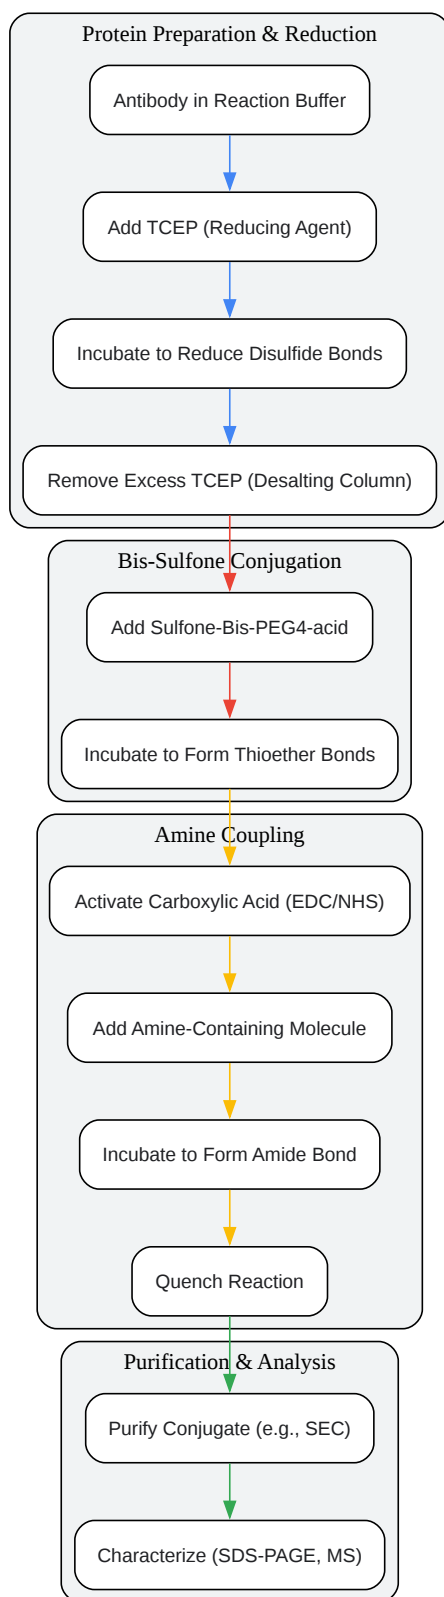 Protein Preparation & Reduction
Antibody in Reaction Buffer
Add TCEP (Reducing Agent)
Incubate to Reduce Disulfide Bonds
Remove Excess TCEP (Desalting Column)
Bis-Sulfone Conjugation
Add Sulfone-Bis-PEG4-acid
Incubate to Form Thioether Bonds
Amine Coupling
Activate Carboxylic Acid (EDC/NHS)
Add Amine-Containing Molecule
Incubate to Form Amide Bond
Quench Reaction
Purification & Analysis
Purify Conjugate (e.g., SEC)
Characterize (SDS-PAGE, MS)